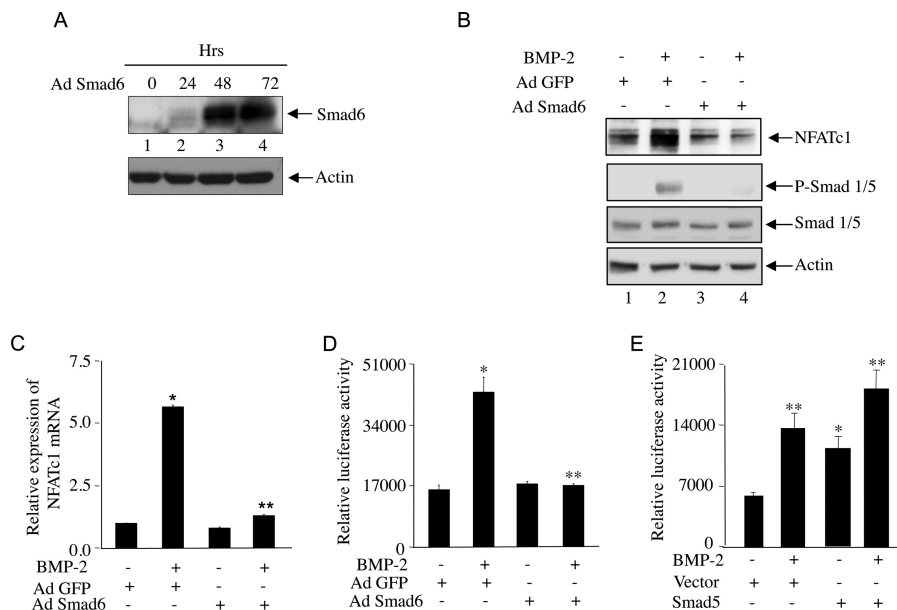 A
Hrs
Ad Smad6 0 24 48 72
Smad6
1 2 3 4
Actin
B
BMP-2 - + - +
Ad GFP + + - -
Ad Smad6 - - + +
NFATc1
P-Smad 1/5
Smad 1/5
Actin
1 2 3 4
C
Relative expression of
NFATc1 mRNA
7.5
5.0
2.5
0.0
*
**
BMP-2 - + - +
Ad GFP + + - -
Ad Smad6 - - + +
D
Relative luciferase activity
51000
34000
17000
0
*
**
BMP-2 - + - +
Ad GFP + + - -
Ad Smad6 - - + +
E
Relative luciferase activity
21000
14000
7000
0
**
*
**
BMP-2 - + - +
Vector + + - -
Smad5 - - + +